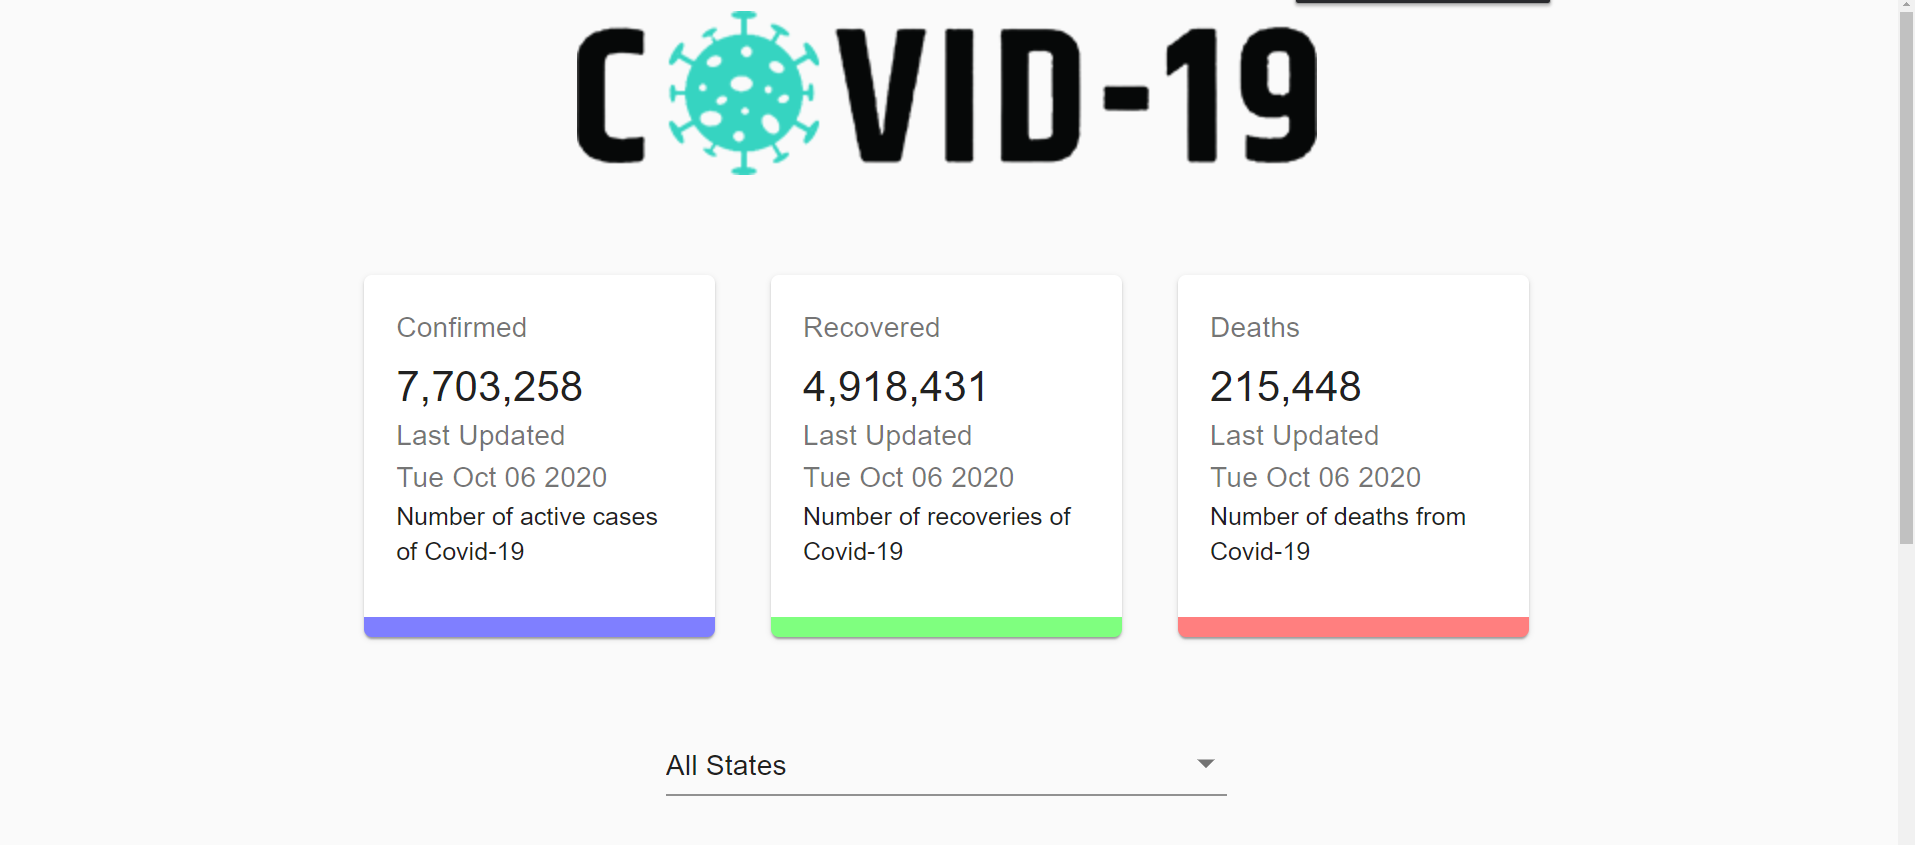 COVID-19
Confirmed
7,703,258
Last Updated
Tue Oct 06 2020
Number of active cases
of Covid-19
Recovered
4,918,431
Last Updated
Tue Oct 06 2020
Number of recoveries of
Covid-19
Deaths
215,448
Last Updated
Tue Oct 06 2020
Number of deaths from
Covid-19
All States